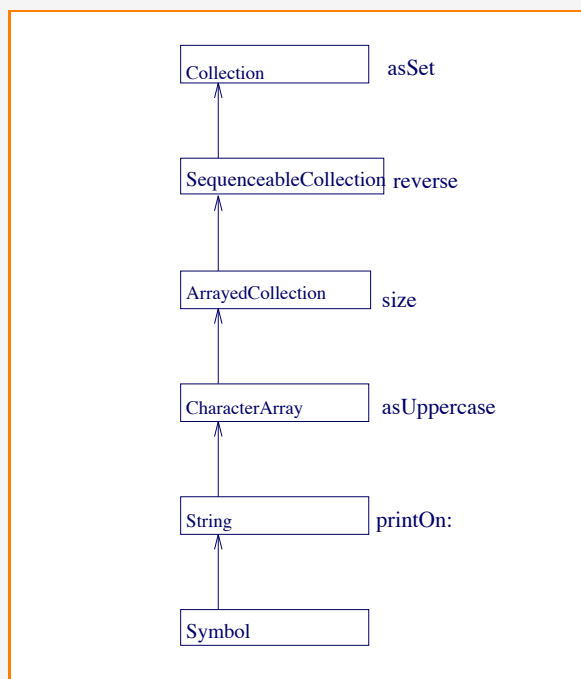 Collection asSet
SequenceableCollection reverse
ArrayedCollection size
CharacterArray asUppercase
String printOn:
Symbol